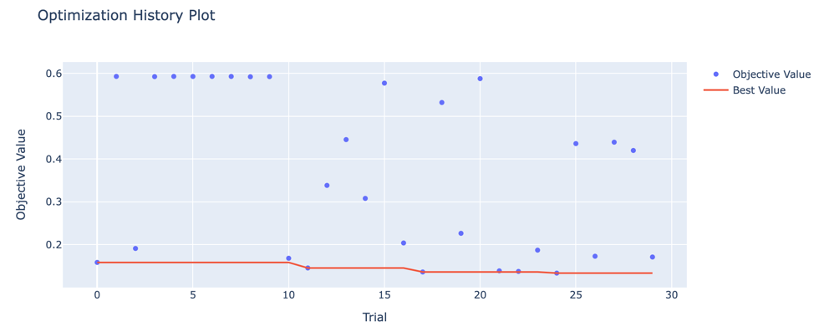 Optimization History Plot
0.6
0.5
0.4
0.3
0.2
Objective Value
0 5 10 15 20 25 30
Trial
Objective Value
Best Value